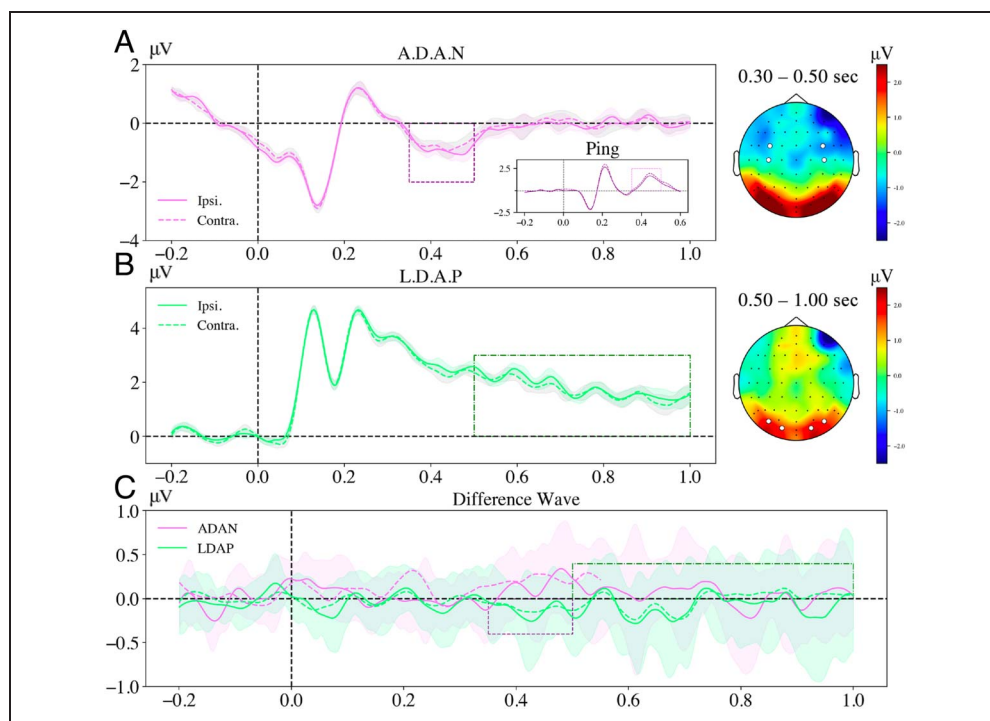 A
μV
A.D.A.N
2
0
−2
−4
Ipsi.
Contra.
Ping
2.5
−2.5
−0.2 0.0 0.2 0.4 0.6
−0.2 0.0 0.2 0.4 0.6 0.8 1.0
0.30 – 0.50 sec
μV
2.0
1.0
0.0
−1.0
−2.0
B
μV
L.D.A.P
Ipsi.
Contra.
4
2
0
−0.2 0.0 0.2 0.4 0.6 0.8 1.0
0.50 – 1.00 sec
μV
2.0
1.0
0.0
−1.0
−2.0
C
μV
Difference Wave
1.0
0.5
0.0
−0.5
−1.0
ADAN
LDAP
−0.2 0.0 0.2 0.4 0.6 0.8 1.0